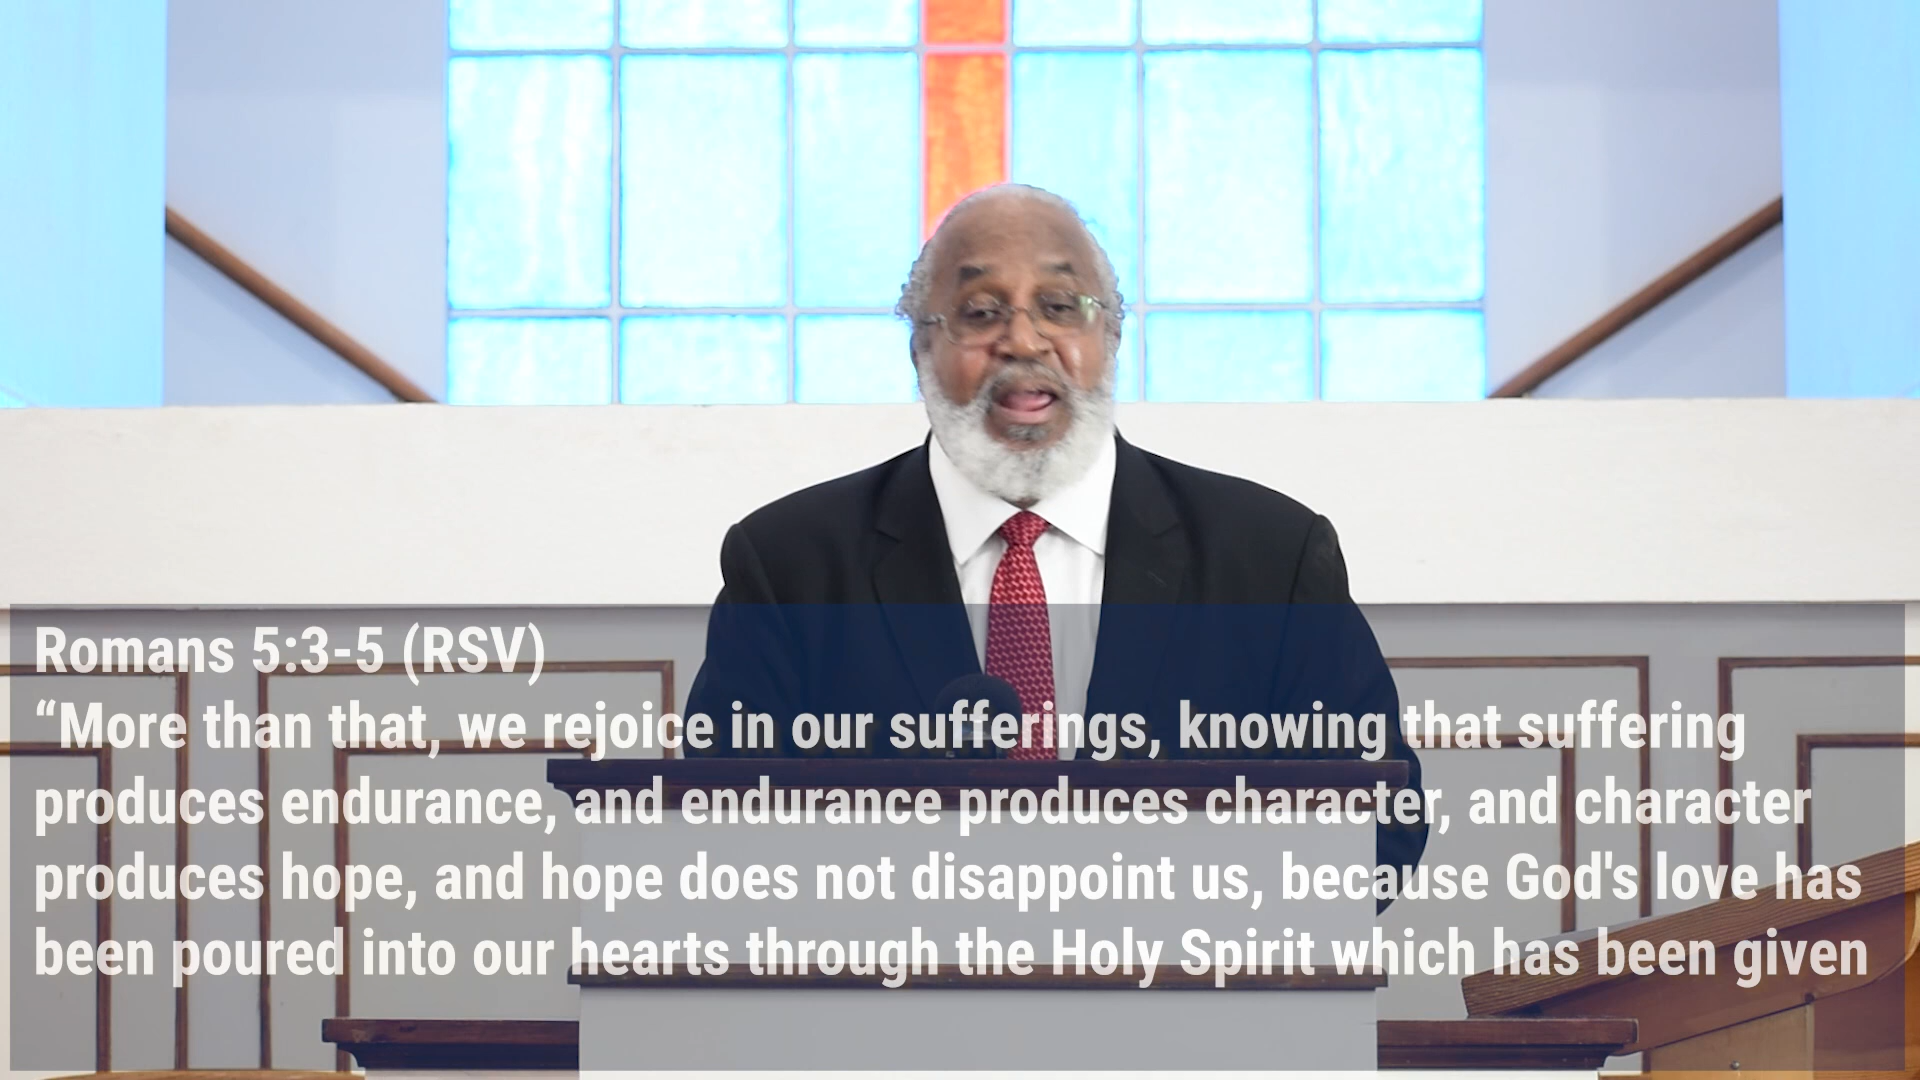 Romans 5:3-5 (RSV)
“More than that, we rejoice in our sufferings, knowing that suffering
produces endurance, and endurance produces character, and character
produces hope, and hope does not disappoint us, because God's love has
been poured into our hearts through the Holy Spirit which has been given